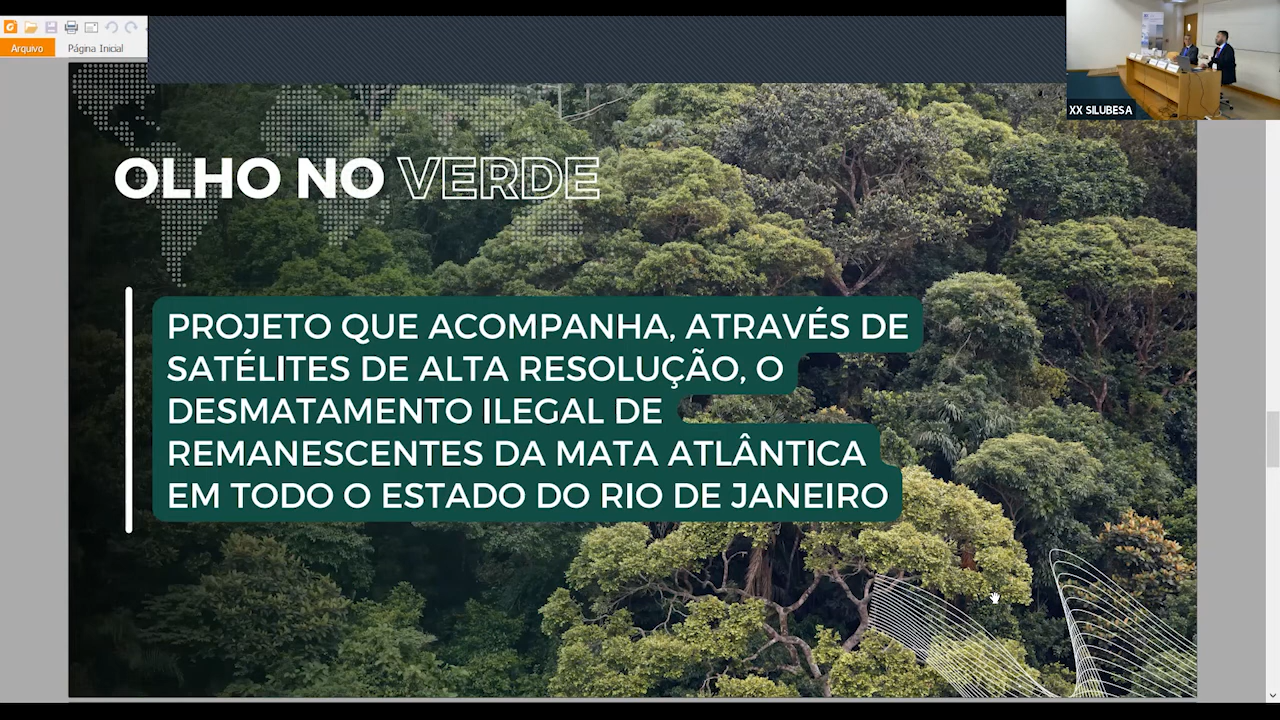 Arquivo
Página Inicial
XX SILUBESA
OLHO NO VERDE
PROJETO QUE ACOMPANHA, ATRAVÉS DE
SATÉLITES DE ALTA RESOLUÇÃO, O
DESMATAMENTO ILEGAL DE
REMANESCENTES DA MATA ATLÂNTICA
EM TODO O ESTADO DO RIO DE JANEIRO